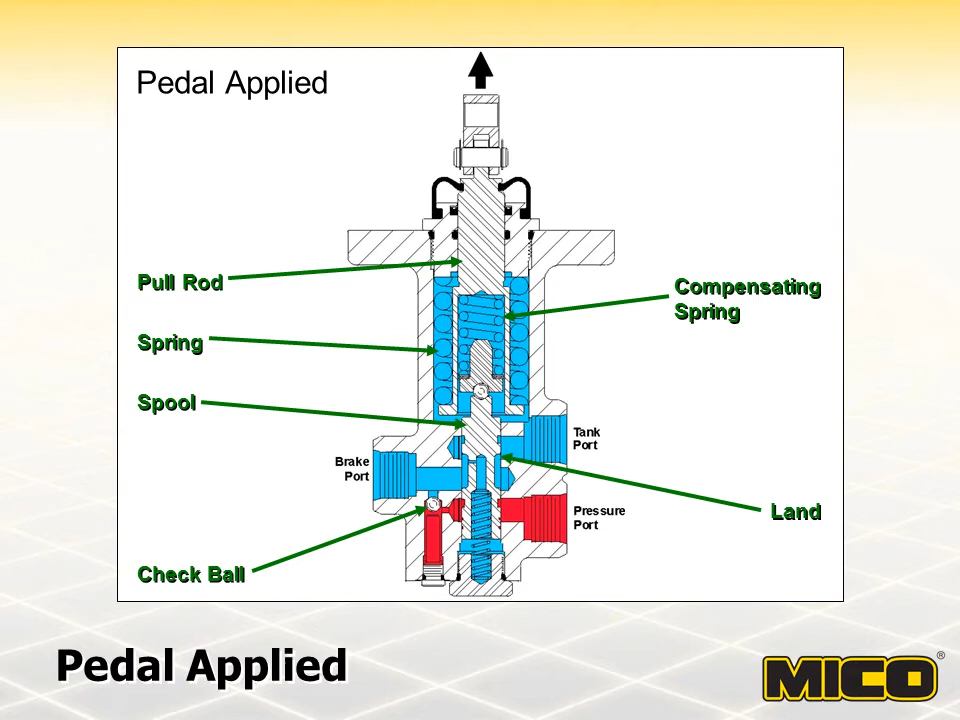 Pedal Applied
Pull Rod
Compensating
Spring
Spring
Spool
Tank
Port
Brake
Port
Pressure
Port
Land
Check Ball
Pedal Applied
MICO®